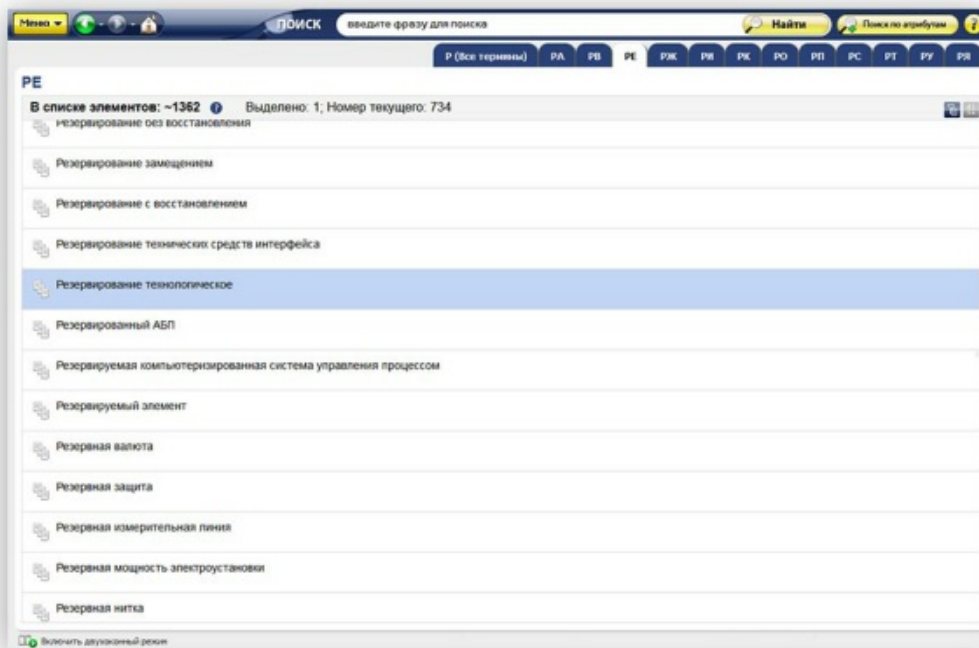 Меню
ПОИСК
введите фразу для поиска
Найти
Поиск по атрибутам
?
Р (Все термины) РА РВ РЕ РЖ РИ РК РО РП РС РТ РУ РЯ
РЕ
В списке элементов: ~1362 Выделено: 1; Номер текущего: 734
Резервирование без восстановления
Резервирование замещением
Резервирование с восстановлением
Резервирование технических средств интерфейса
Резервирование технологическое
Резервированный АБП
Резервируемая компьютеризированная система управления процессом
Резервируемый элемент
Резервная валюта
Резервная защита
Резервная измерительная линия
Резервная мощность электроустановки
Резервная нитка
Включить двухоконный режим